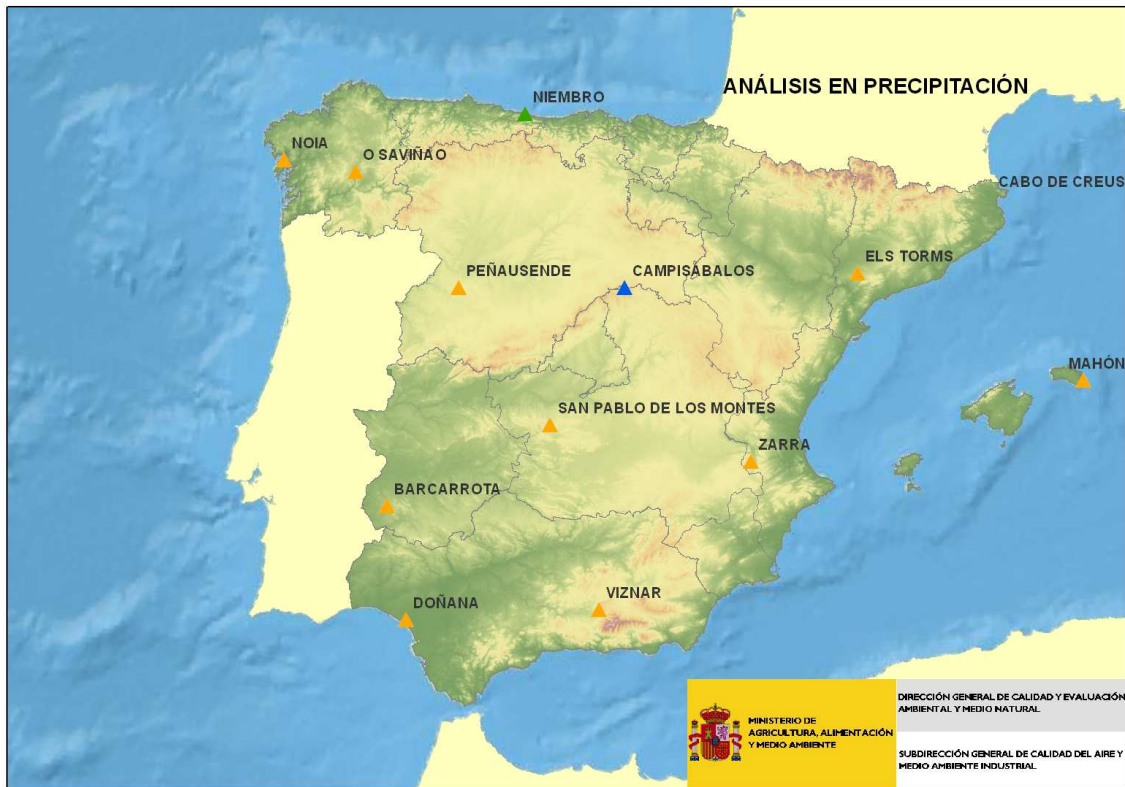 ANÁLISIS EN PRECIPITACIÓN
NIEMBRO
NOIA
O SAVIÑAO
CABO DE CREUS
ELS TORMS
PEÑAUSENDE
CAMPISÁBALOS
MAHÓN
SAN PABLO DE LOS MONTES
ZARRA
BARCARROTA
VIZNAR
DOÑANA
MINISTERIO DE
AGRICULTURA, ALIMENTACIÓN
Y MEDIO AMBIENTE
DIRECCIÓN GENERAL DE CALIDAD Y EVALUACIÓN
AMBIENTAL Y MEDIO NATURAL
SUBDIRECCIÓN GENERAL DE CALIDAD DEL AIRE Y
MEDIO AMBIENTE INDUSTRIAL